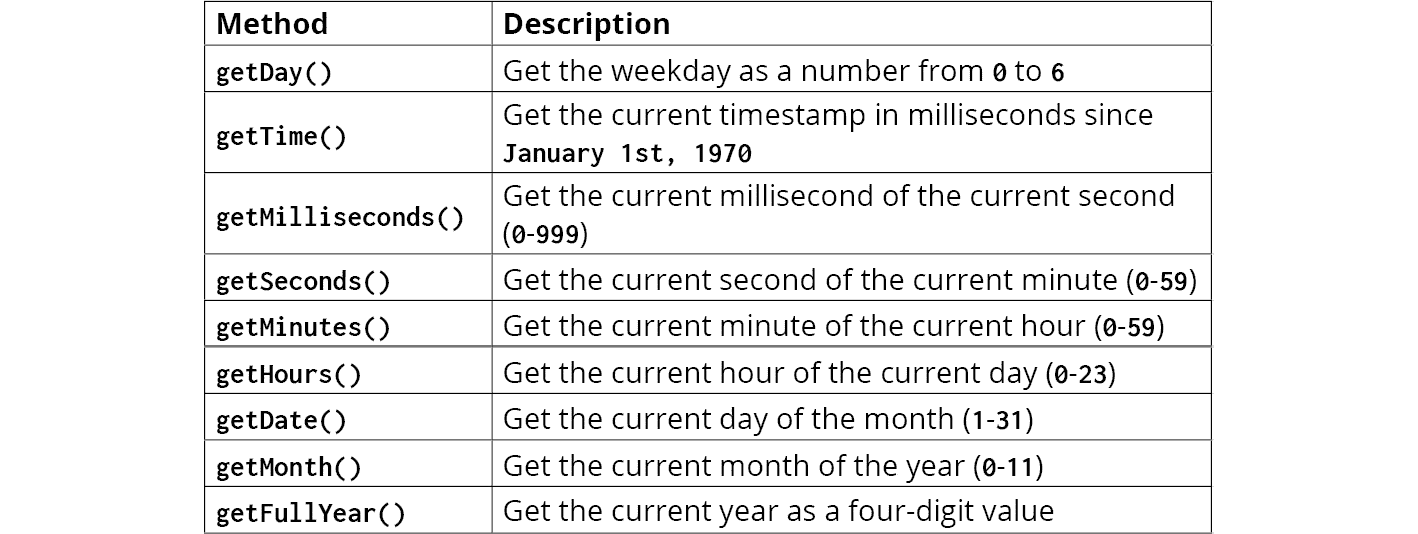 Method Description
getDay() Get the weekday as a number from 0 to 6
getTime() Get the current timestamp in milliseconds since
January 1st, 1970
getMilliseconds() Get the current millisecond of the current second
(0-999)
getSeconds() Get the current second of the current minute (0-59)
getMinutes() Get the current minute of the current hour (0-59)
getHours() Get the current hour of the current day (0-23)
getDate() Get the current day of the month (1-31)
getMonth() Get the current month of the year (0-11)
getFullYear() Get the current year as a four-digit value